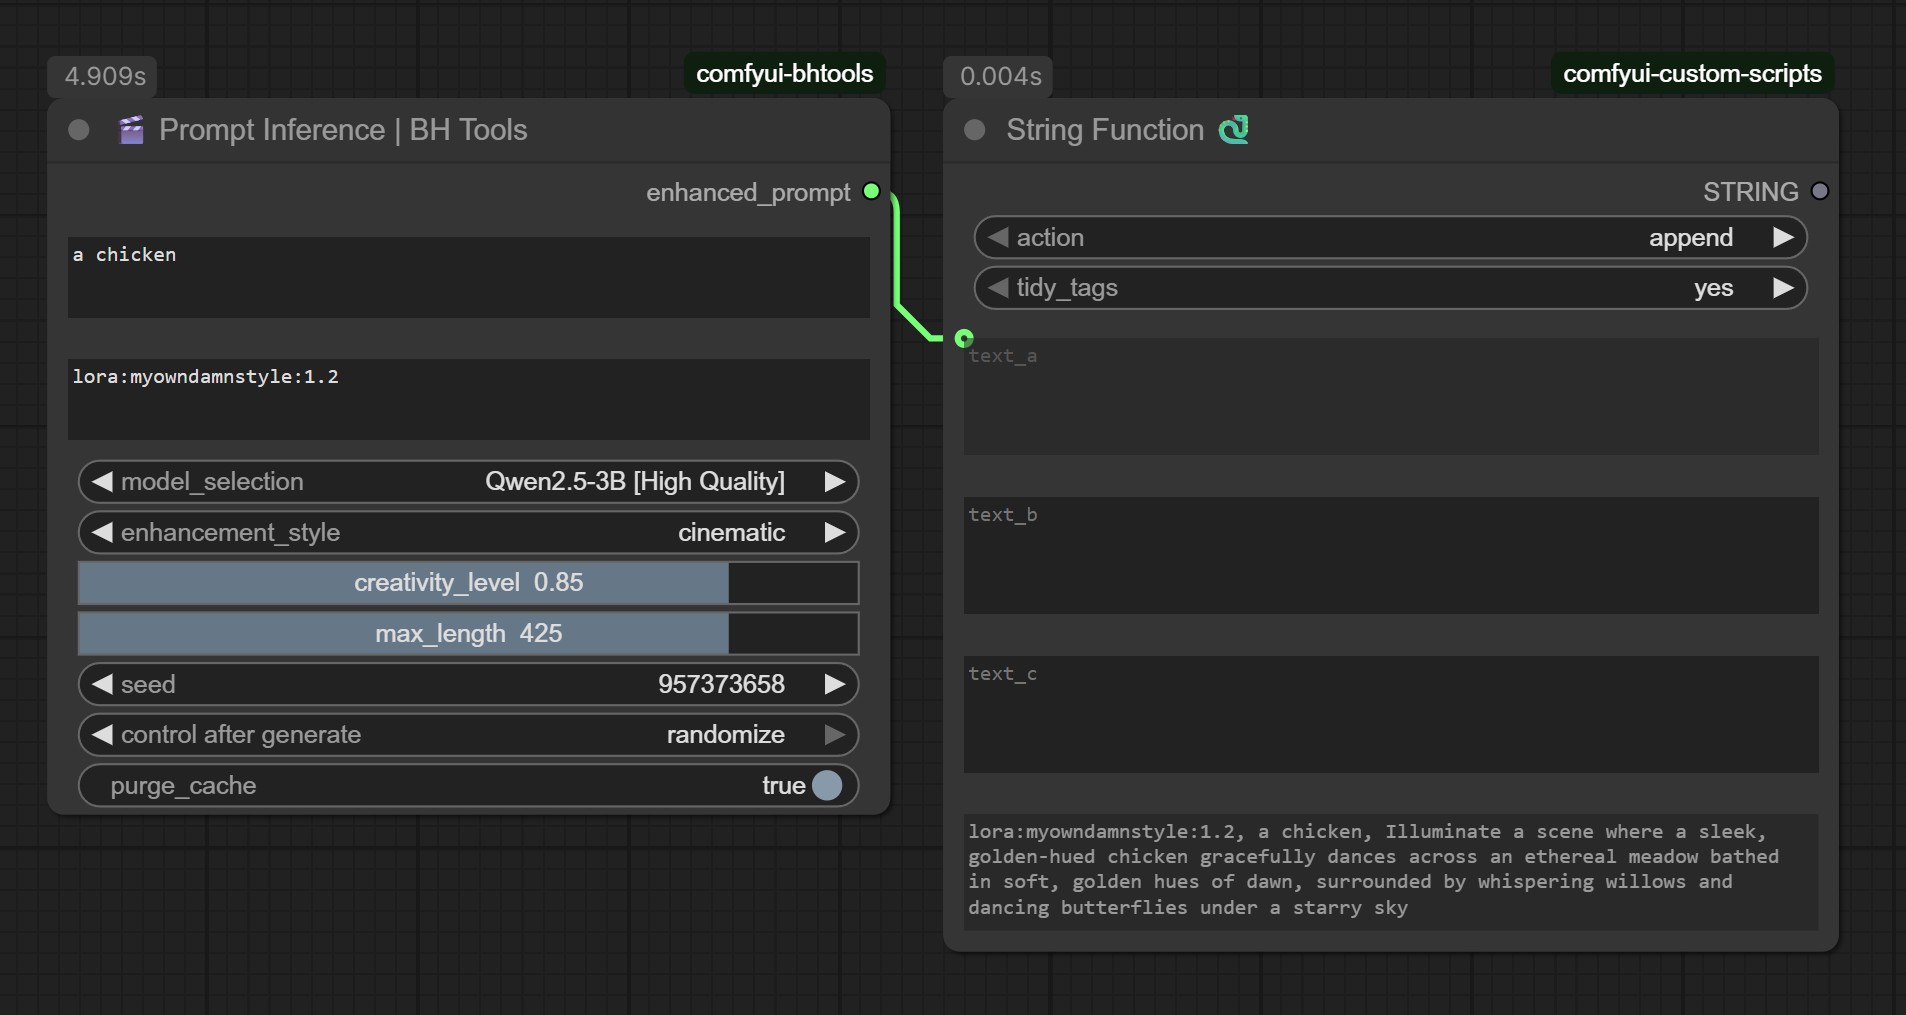 4.909s
comfyui-bhtools
Prompt Inference | BH Tools
enhanced_prompt
a chicken
lora:myowndamnstyle:1.2
model_selection Qwen2.5-3B [High Quality]
enhancement_style cinematic
creativity_level 0.85
max_length 425
seed 957373658
control after generate randomize
purge_cache true
0.004s
comfyui-custom-scripts
String Function
STRING
action append
tidy_tags yes
text_a
text_b
text_c
lora:myowndamnstyle:1.2, a chicken, Illuminate a scene where a sleek,
golden-hued chicken gracefully dances across an ethereal meadow bathed
in soft, golden hues of dawn, surrounded by whispering willows and
dancing butterflies under a starry sky